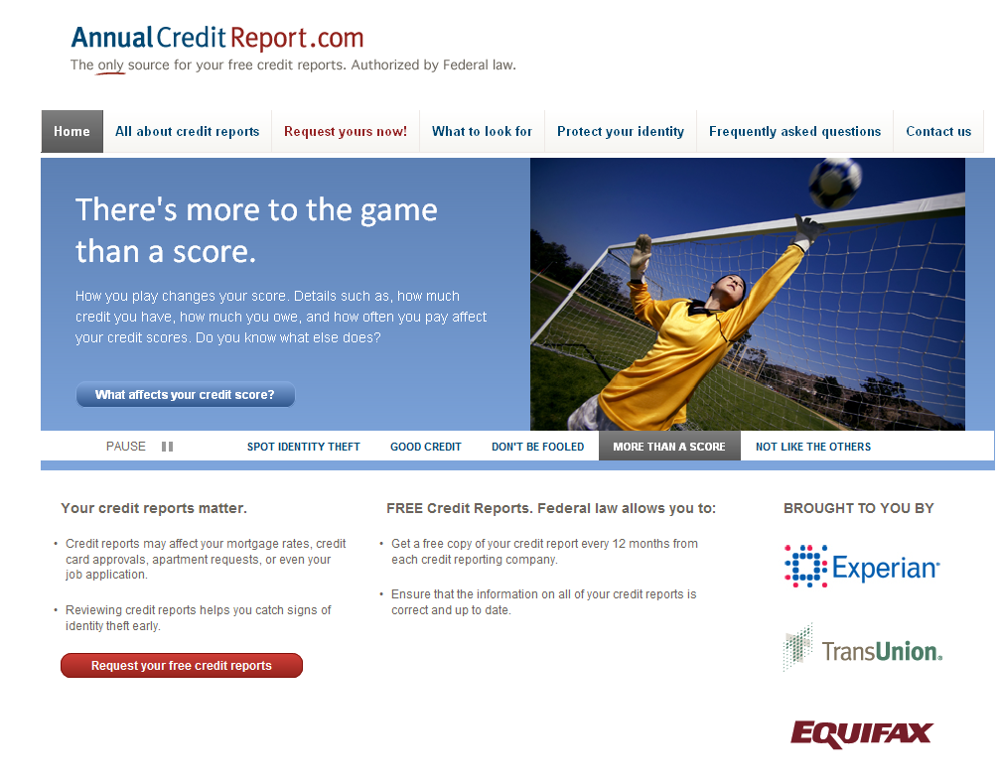 AnnualCreditReport.com
The only source for your free credit reports. Authorized by Federal law.
Home
All about credit reports
Request yours now!
What to look for
Protect your identity
Frequently asked questions
Contact us
There's more to the game
than a score.
How you play changes your score. Details such as, how much
credit you have, how much you owe, and how often you pay affect
your credit scores. Do you know what else does?
What affects your credit score?
PAUSE
SPOT IDENTITY THEFT
GOOD CREDIT
DON'T BE FOOLED
MORE THAN A SCORE
NOT LIKE THE OTHERS
Your credit reports matter.
• Credit reports may affect your mortgage rates, credit
card approvals, apartment requests, or even your
job application.
• Reviewing credit reports helps you catch signs of
identity theft early.
Request your free credit reports
FREE Credit Reports. Federal law allows you to:
• Get a free copy of your credit report every 12 months from
each credit reporting company.
• Ensure that the information on all of your credit reports is
correct and up to date.
BROUGHT TO YOU BY
Experian
TransUnion®
EQUIFAX